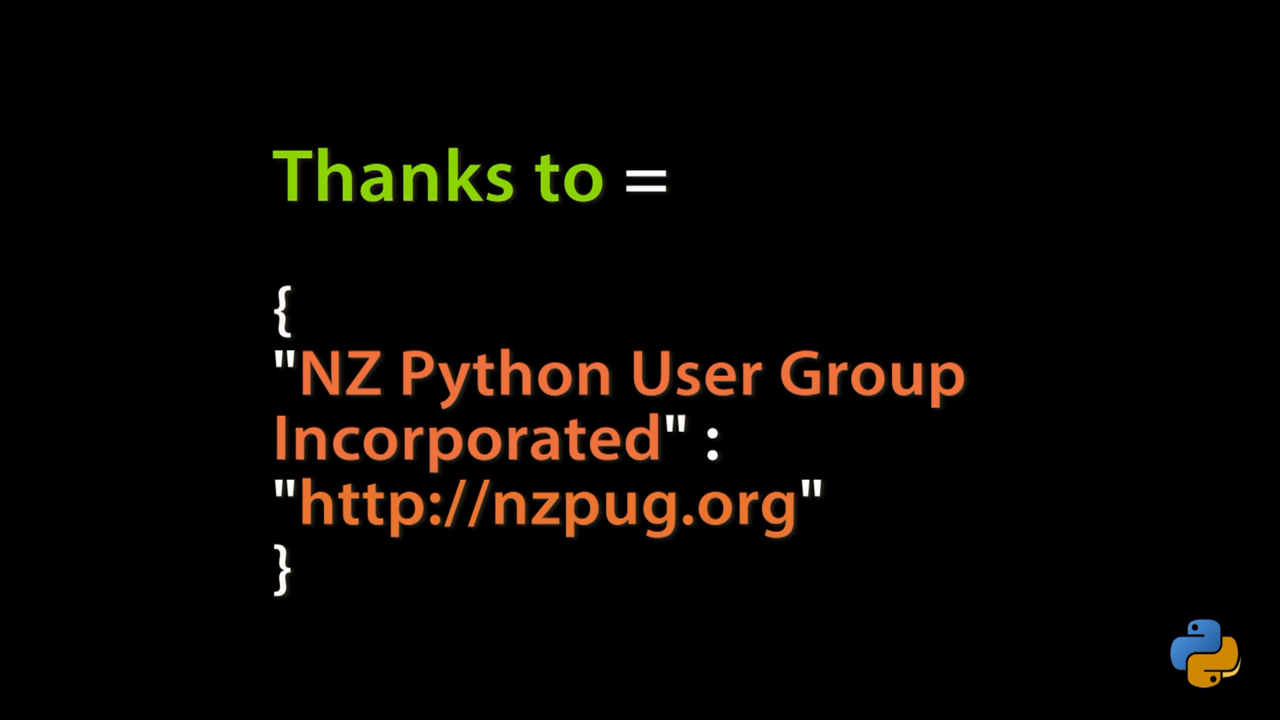 Thanks to =
{
"NZ Python User Group
Incorporated" :
"http://nzpug.org"
}